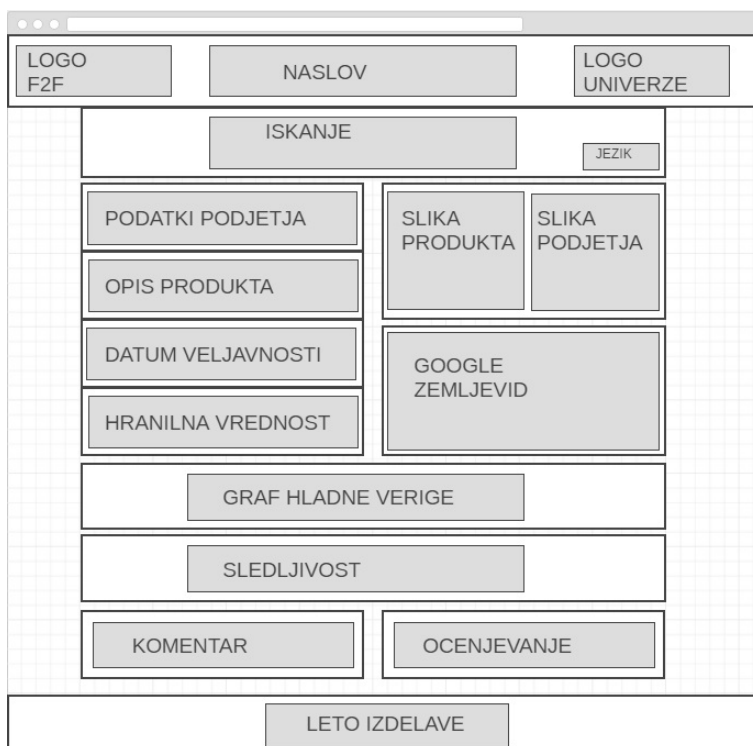 LOGO
F2F
NASLOV
LOGO
UNIVERZE
ISKANJE
JEZIK
PODATKI PODJETJA
OPIS PRODUKTA
DATUM VELJAVNOSTI
HRANILNA VREDNOST
SLIKA
PRODUKTA
SLIKA
PODJETJA
GOOGLE
ZEMLJEVID
GRAF HLADNE VERIGE
SLEDLJIVOST
KOMENTAR
OCENJEVANJE
LETO IZDELAVE